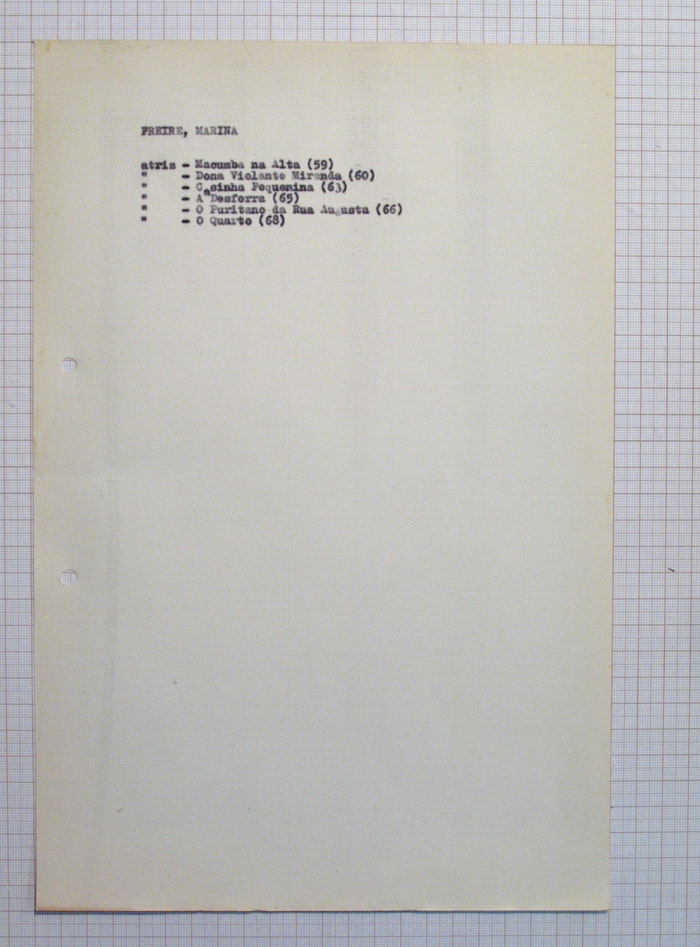 FREIRE, MARINA
atris - Macumba na Alta (59)
" - Dona Violante Miranda (60)
" - Casinha Pequenina (63)
" - A Desforra (65)
" - O Puritano da Rua Augusta (66)
" - O Quarto (68)